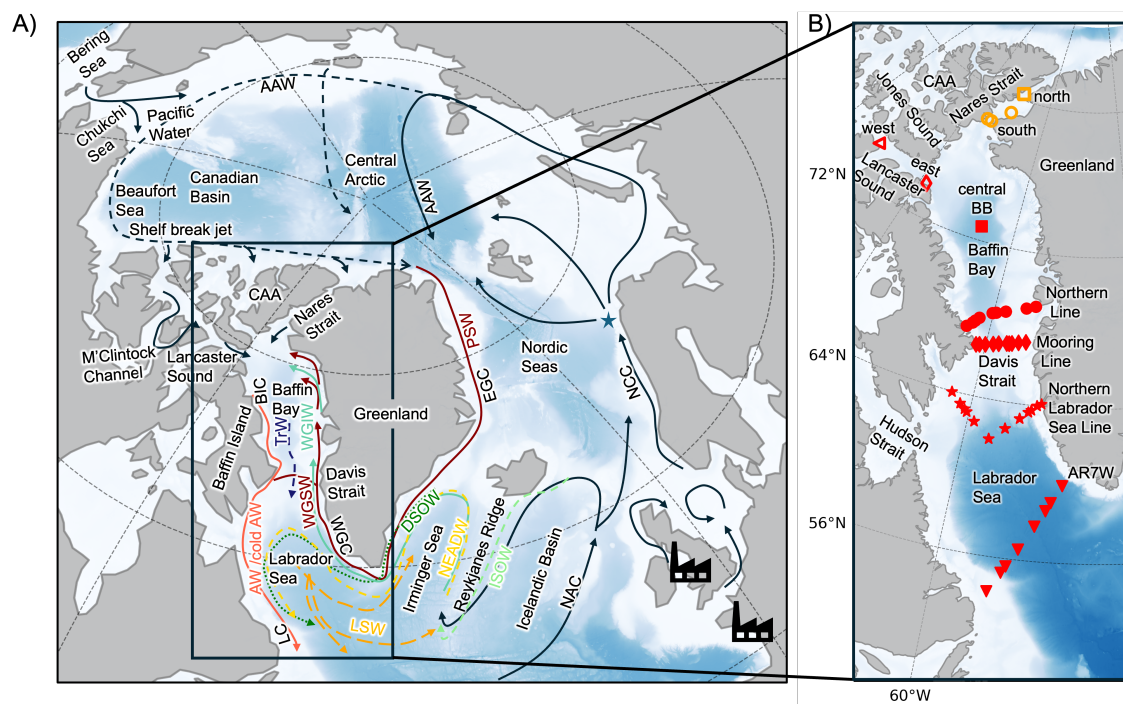 A)
Bering
Sea
Chukchi
Sea
Pacific
Water
AAW
Beaufort
Sea
Canadian
Basin
Central
Arctic
AAW
Shelf break jet
CAA
Nares
Strait
M'Clintock
Channel
Lancaster
Sound
BIC
Baffin
Bay
TrW
WGIW
Greenland
PSW
EGC
Nordic
Seas
NCC
Baffin Island
Davis
Strait
WGSW
WGC
AW /cold AW
Labrador
Sea
LC
LSW
DSOW
Irminger Sea
NEADW
Reykjanes Ridge
ISOW
Icelandic Basin
NAC
B)
CAA
Jones Sound
Nares Strait
north
south
west
east
Lancaster
Sound
Greenland
72°N
central
BB
Baffin
Bay
Northern
Line
Mooring
Line
64°N
Davis
Strait
Northern
Labrador
Sea Line
Hudson
Strait
Labrador
Sea
AR7W
56°N
60°W